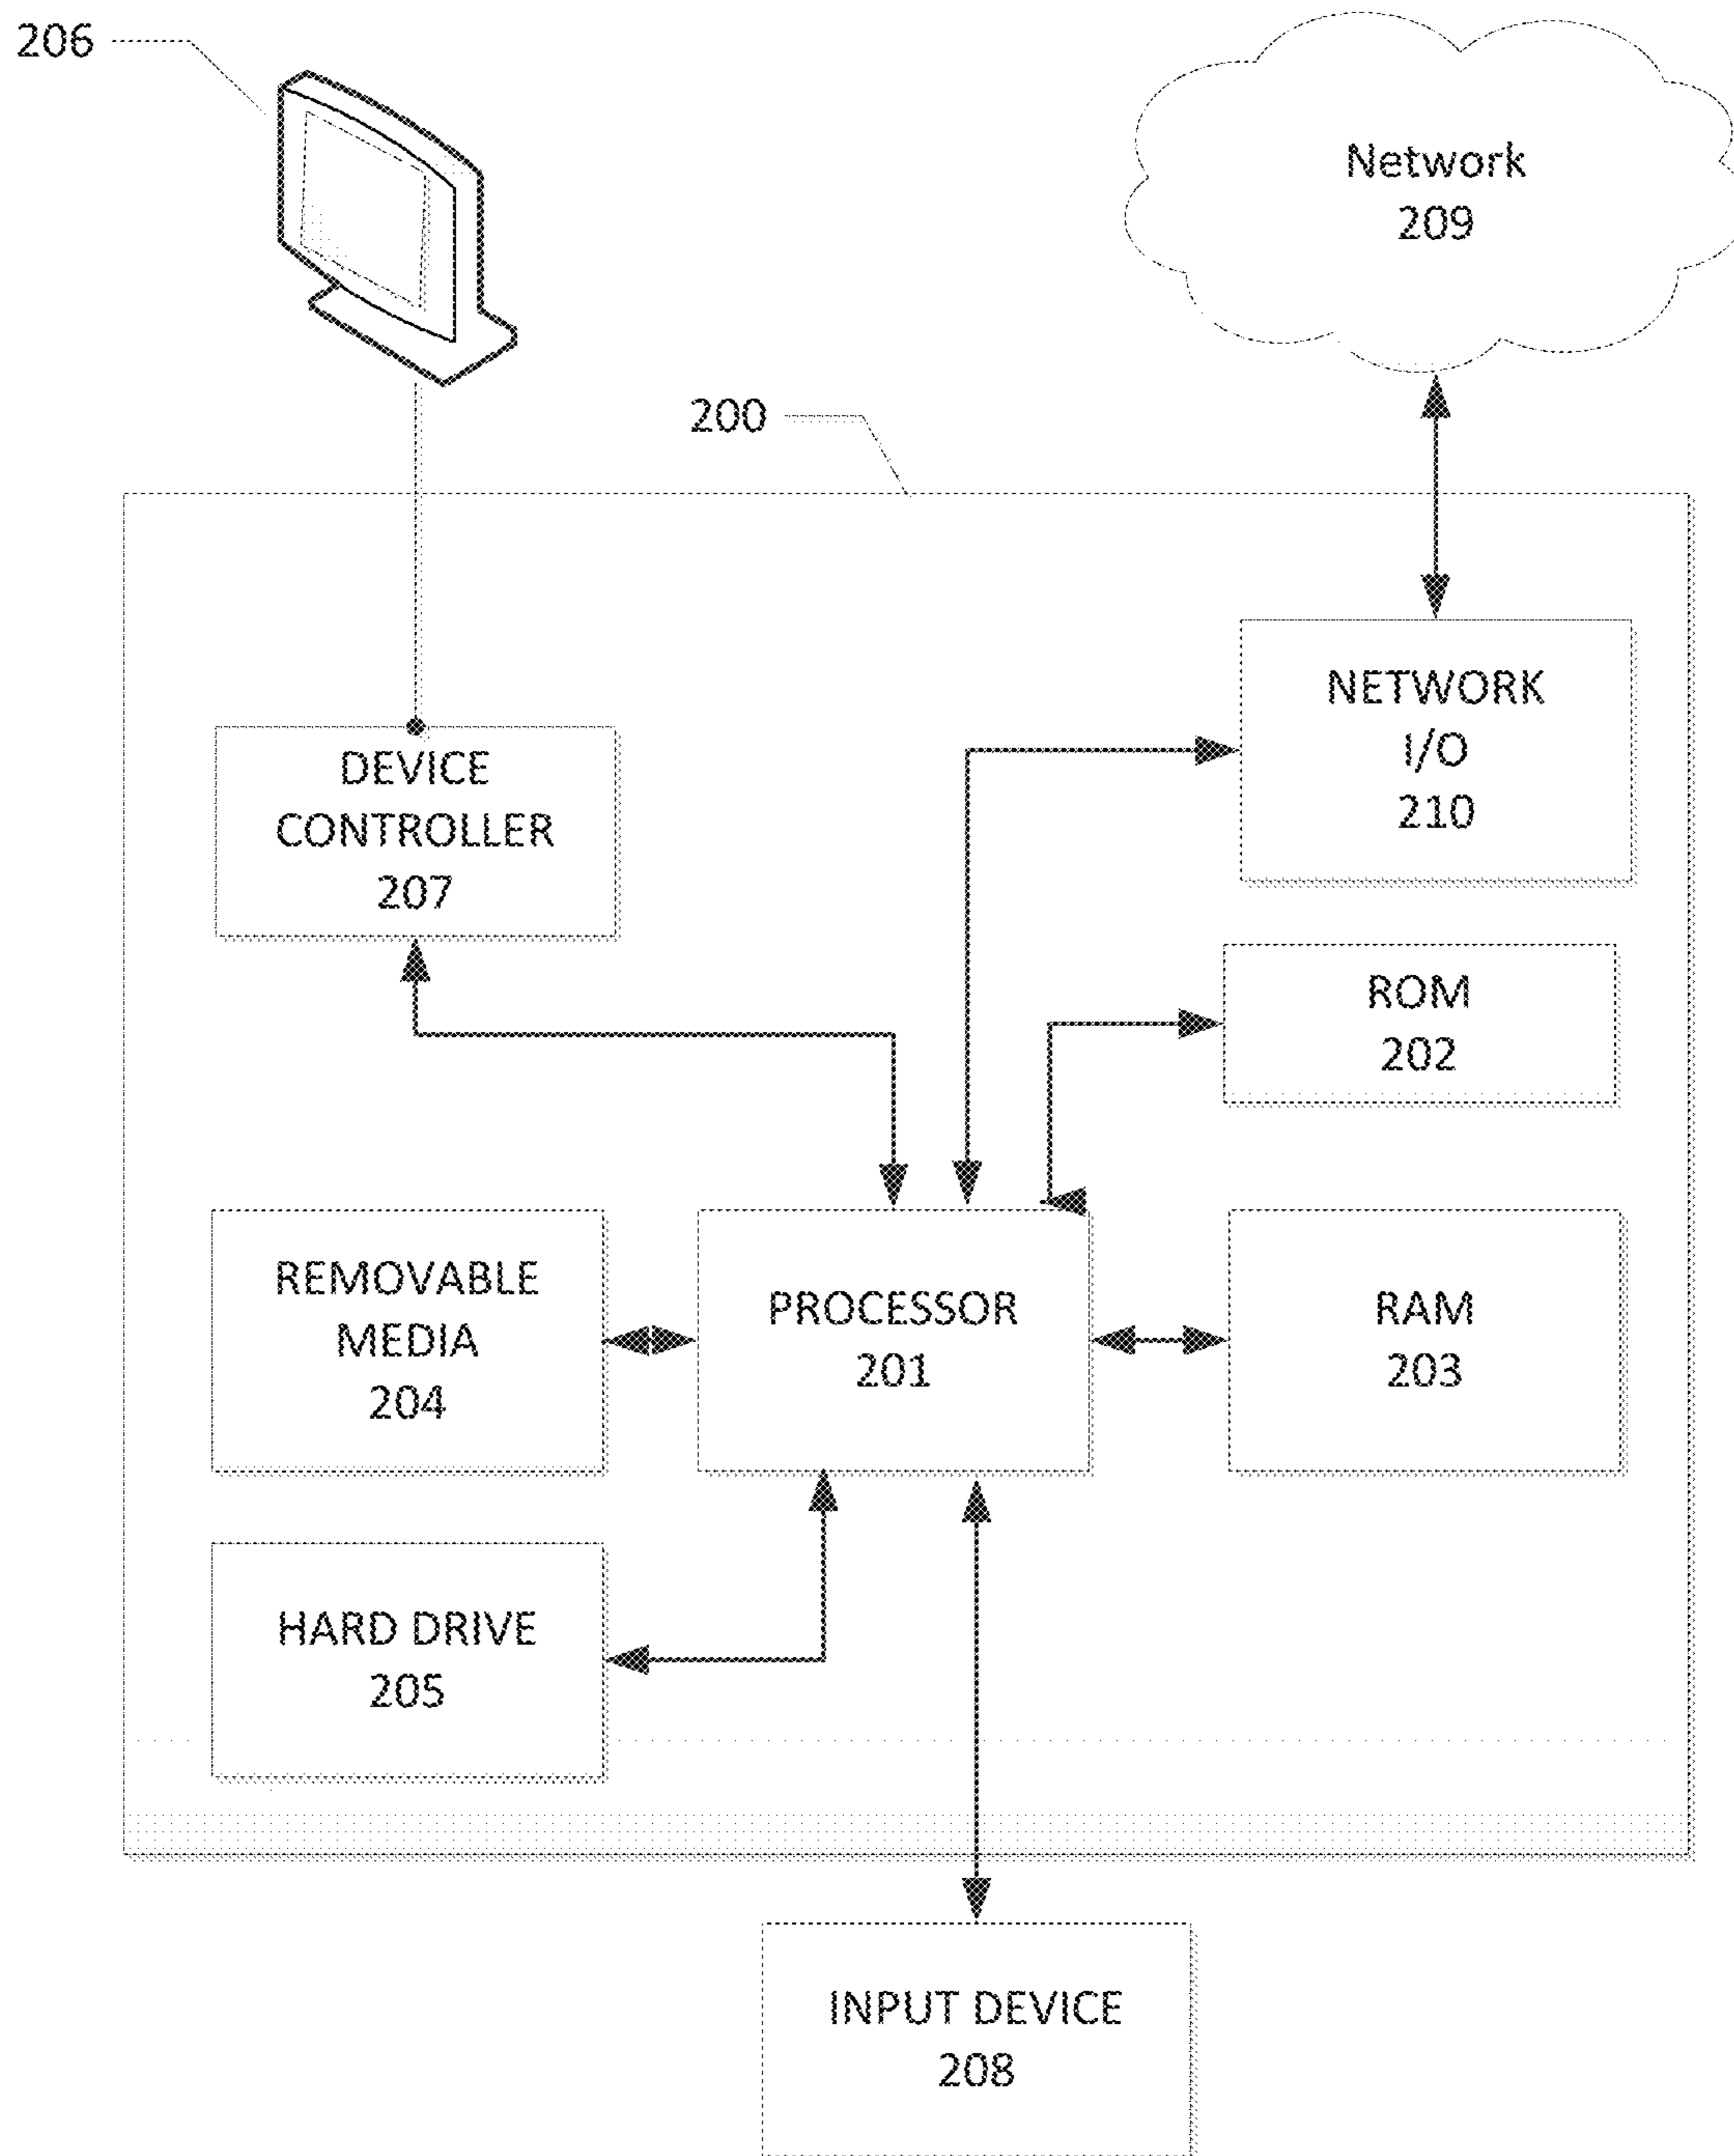 206
Network
209
200
NETWORK
I/O
210
DEVICE
CONTROLLER
207
ROM
202
REMOVABLE
MEDIA
204
PROCESSOR
201
RAM
203
HARD DRIVE
205
INPUT DEVICE
208